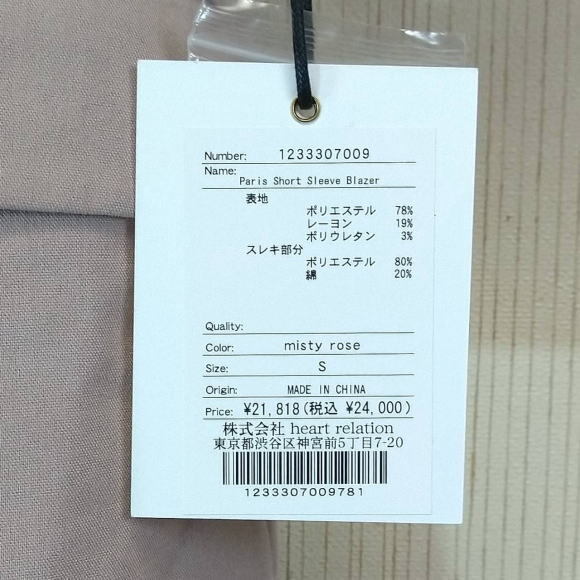 Number: 1233307009
Name:
Paris Short Sleeve Blazer
表地
ポリエステル 78%
レーヨン 19%
ポリウレタン 3%
スレキ部分
ポリエステル 80%
綿 20%
Quality:
Color: misty rose
Size: S
Origin: MADE IN CHINA
Price: ¥21,818(税込 ¥24,000)
株式会社 heart relation
東京都渋谷区神宮前5丁目7-20
1233307009781